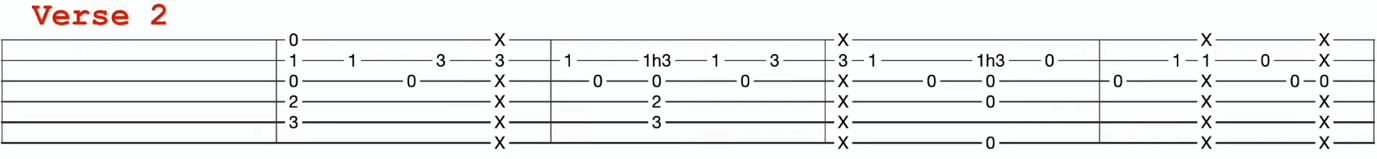 Verse 2
0 X X X X
1 1 3 3 1 1h3 1 3 3 1 1h3 0 1 1 0 X
0 0 X 0 0 0 X 0 0 0 X 0 0
2 X 2 X 0 X X
3 X 3 X X X
X X 0 X X